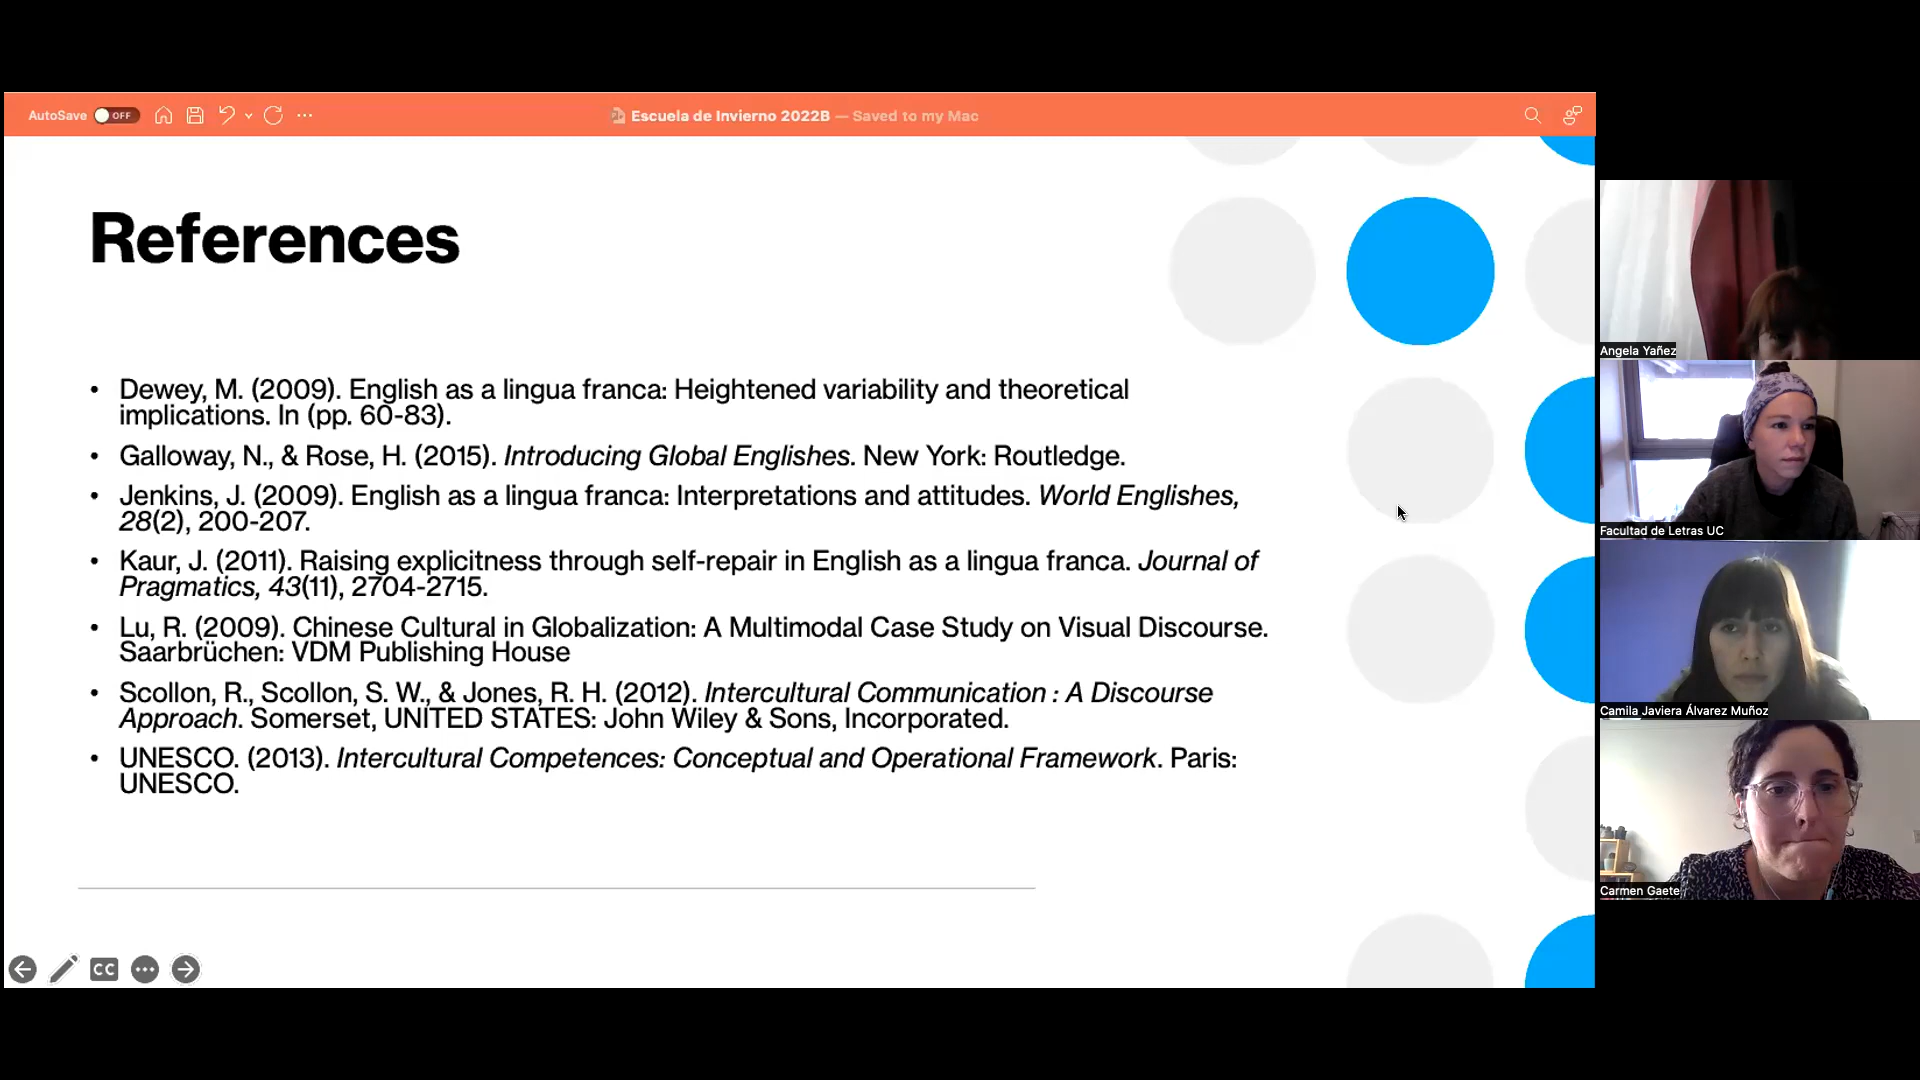 AutoSave OFF
Escuela de Invierno 2022B — Saved to my Mac
References
• Dewey, M. (2009). English as a lingua franca: Heightened variability and theoretical
implications. In (pp. 60-83).
• Galloway, N., & Rose, H. (2015). Introducing Global Englishes. New York: Routledge.
• Jenkins, J. (2009). English as a lingua franca: Interpretations and attitudes. World Englishes,
28(2), 200-207.
• Kaur, J. (2011). Raising explicitness through self-repair in English as a lingua franca. Journal of
Pragmatics, 43(11), 2704-2715.
• Lu, R. (2009). Chinese Cultural in Globalization: A Multimodal Case Study on Visual Discourse.
Saarbrüchen: VDM Publishing House
• Scollon, R., Scollon, S. W., & Jones, R. H. (2012). Intercultural Communication : A Discourse
Approach. Somerset, UNITED STATES: John Wiley & Sons, Incorporated.
• UNESCO. (2013). Intercultural Competences: Conceptual and Operational Framework. Paris:
UNESCO.
CC
Angela Yañez
Facultad de Letras UC
Camila Javiera Álvarez Muñoz
Carmen Gaete